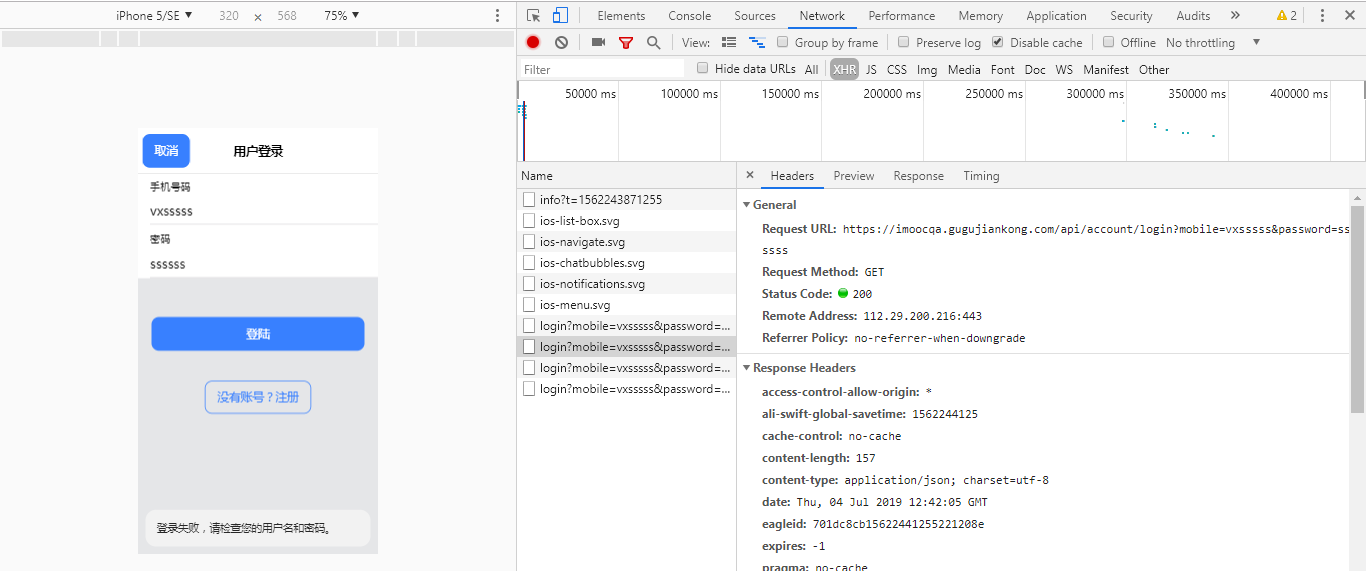 iPhone 5/SE ▼ 320 × 568 75% ▼
Elements Console Sources Network Performance Memory Application Security Audits » 2
View: Group by frame Preserve log Disable cache Offline No throttling ▼
Filter Hide data URLs All XHR JS CSS Img Media Font Doc WS Manifest Other
50000 ms 100000 ms 150000 ms 200000 ms 250000 ms 300000 ms 350000 ms 400000 ms
取消 用户登录
手机号码
vxsssss
密码
ssssss
登陆
没有账号？注册
登录失败，请检查您的用户名和密码。
Name
info?t=1562243871255
ios-list-box.svg
ios-navigate.svg
ios-chatbubbles.svg
ios-notifications.svg
ios-menu.svg
login?mobile=vxsssss&password=...
login?mobile=vxsssss&password=...
login?mobile=vxsssss&password=...
login?mobile=vxsssss&password=...
× Headers Preview Response Timing
General
Request URL: https://imoocqa.gugujiankong.com/api/account/login?mobile=vxsssss&password=ss
ssss
Request Method: GET
Status Code: 200
Remote Address: 112.29.200.216:443
Referrer Policy: no-referrer-when-downgrade
Response Headers
access-control-allow-origin: *
ali-swift-global-savetime: 1562244125
cache-control: no-cache
content-length: 157
content-type: application/json; charset=utf-8
date: Thu, 04 Jul 2019 12:42:05 GMT
eagleid: 701dc8cb15622441255221208e
expires: -1
pragma: no-cache